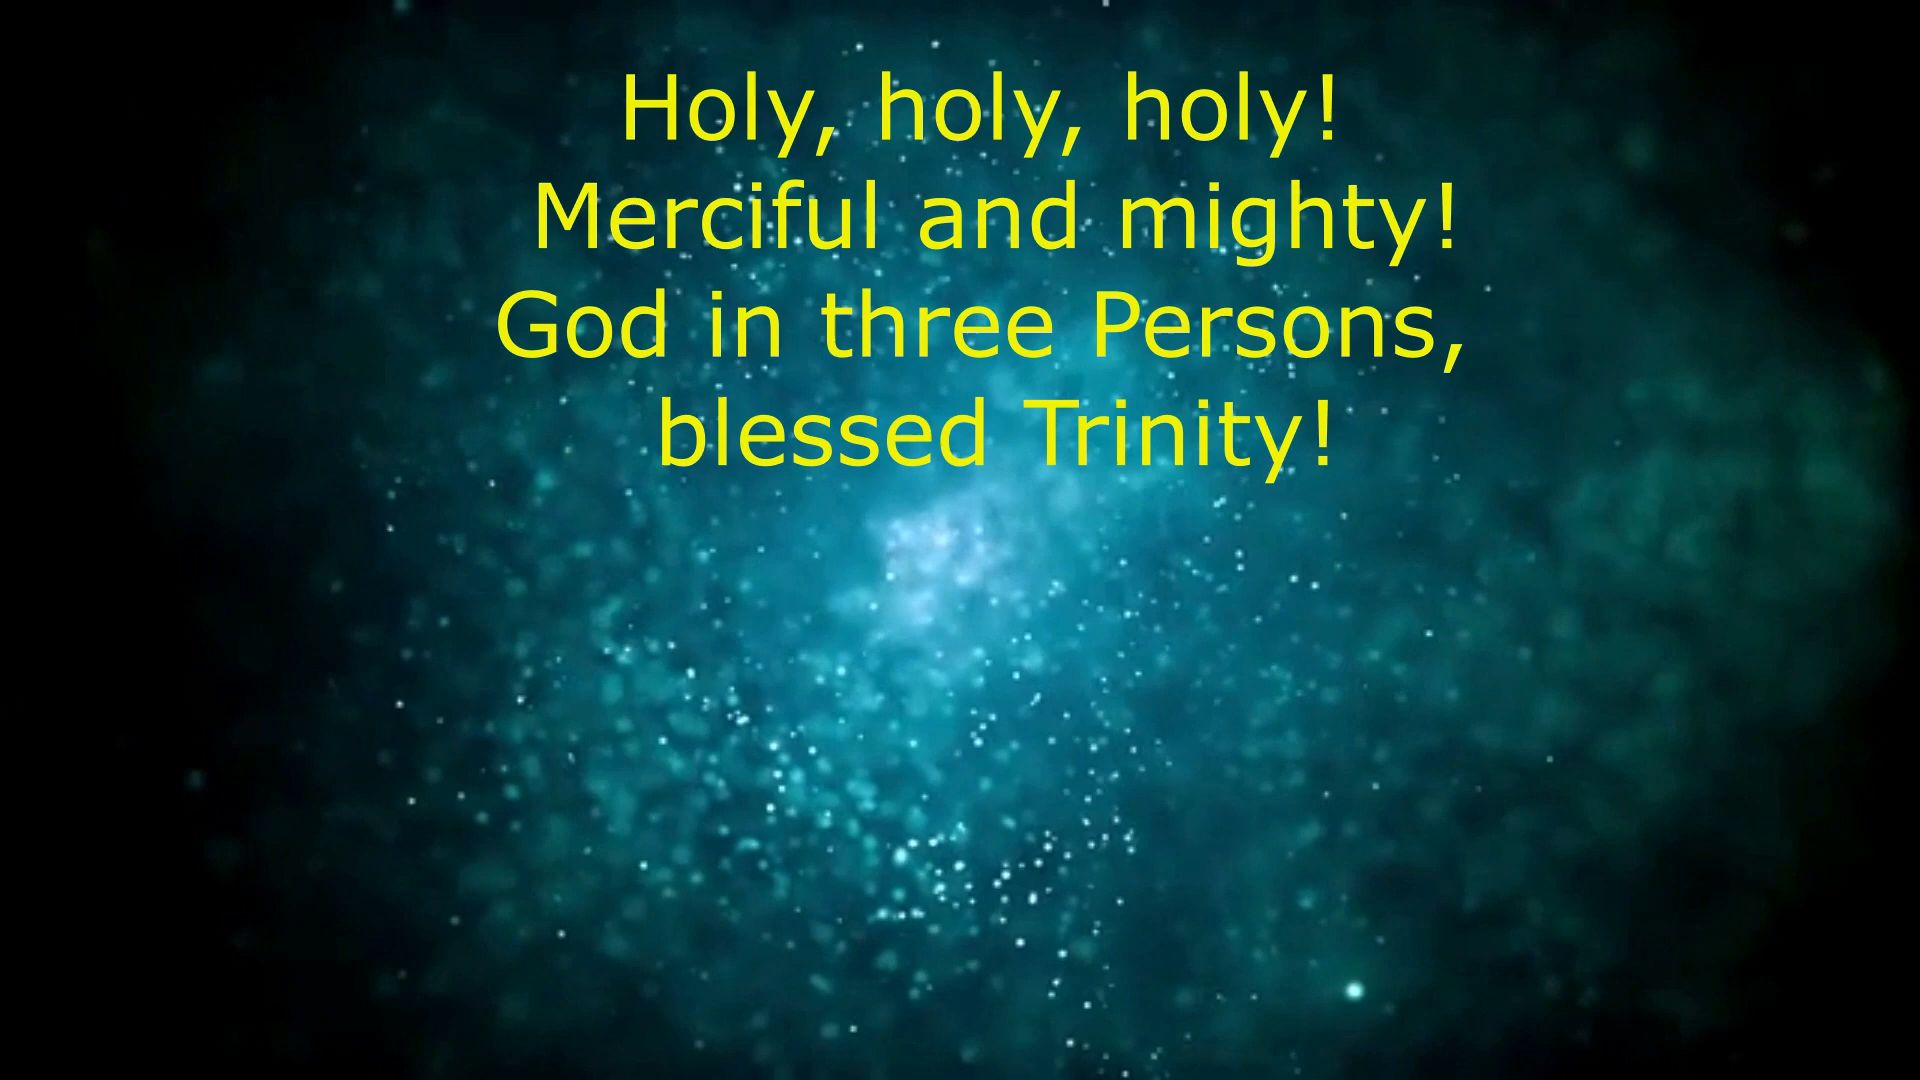 Holy, holy, holy!
Merciful and mighty!
God in three Persons,
blessed Trinity!